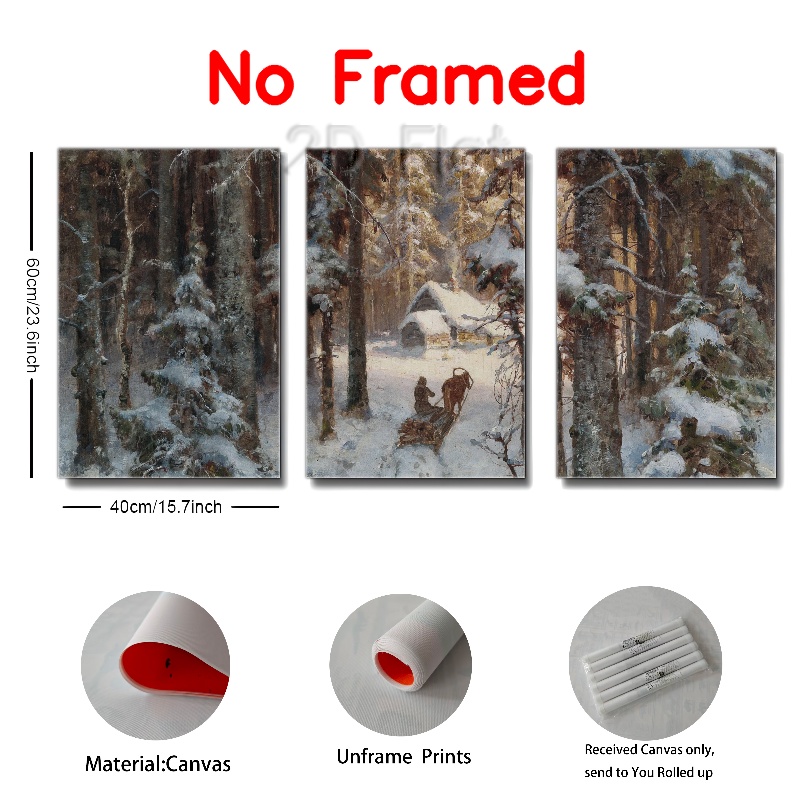 No Framed
2D Flat
60cm/23.6inch
40cm/15.7inch
Material:Canvas
Unframe Prints
Received Canvas only,
send to You Rolled up